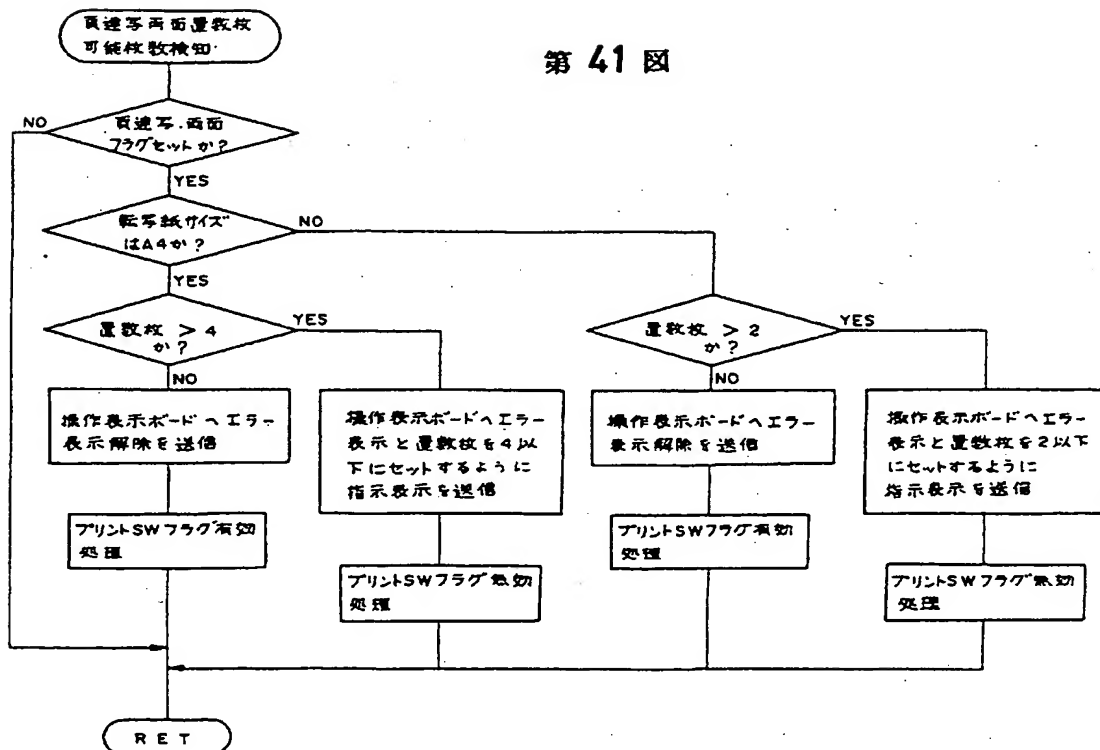 第 41 図
頁連写両面置数枚
可能枚数検知
NO
頁連写.両面
フラグセットか?
YES
転写紙サイズ
はA4か?
NO
YES
置数枚 > 4
か?
YES
NO
置数枚 > 2
か?
YES
NO
操作表示ボードへエラー
表示解除を送信
操作表示ボードへエラー
表示と置数枚を4以
下にセットするように
指示表示を送信
操作表示ボードへエラー
表示解除を送信
操作表示ボードへエラー
表示と置数枚を2以下
にセットするように
指示表示を送信
プリントSWフラグ有効
処理
プリントSWフラグ無効
処理
プリントSWフラグ有効
処理
プリントSWフラグ無効
処理
RET